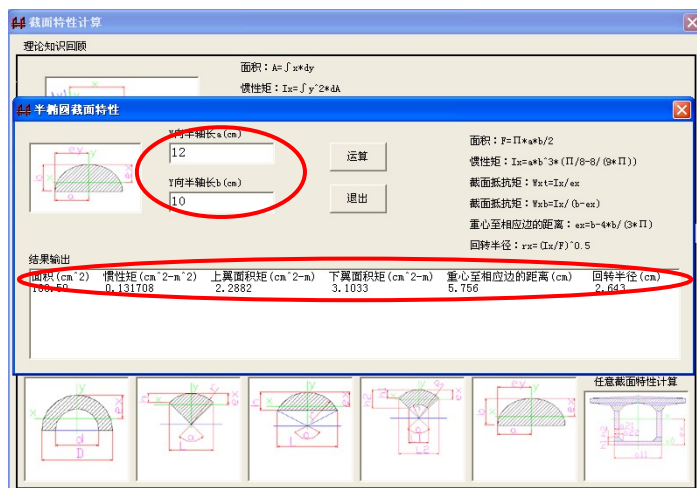 截面特性计算
理论知识回顾
面积：A=∫x*dy
惯性矩：Ix=∫y^2*dA
半椭圆截面特性
X向半轴长a(cm)
12
运算
Y向半轴长b(cm)
10
退出
面积：F=Π*a*b/2
惯性矩：Ix=a*b^3*(Π/8-8/(9*Π))
截面抵抗矩：Wxt=Ix/ex
截面抵抗矩：Wxb=Ix/(b-ex)
重心至相应边的距离：ex=b-4*b/(3*Π)
回转半径：rx=(Ix/F)^0.5
结果输出
面积(cm^2) 惯性矩(cm^2-m^2) 上翼面积矩(cm^2-m) 下翼面积矩(cm^2-m) 重心至相应边的距离(cm) 回转半径(cm)
0.131708 2.2882 3.1033 5.756 2.643
任意截面特性计算